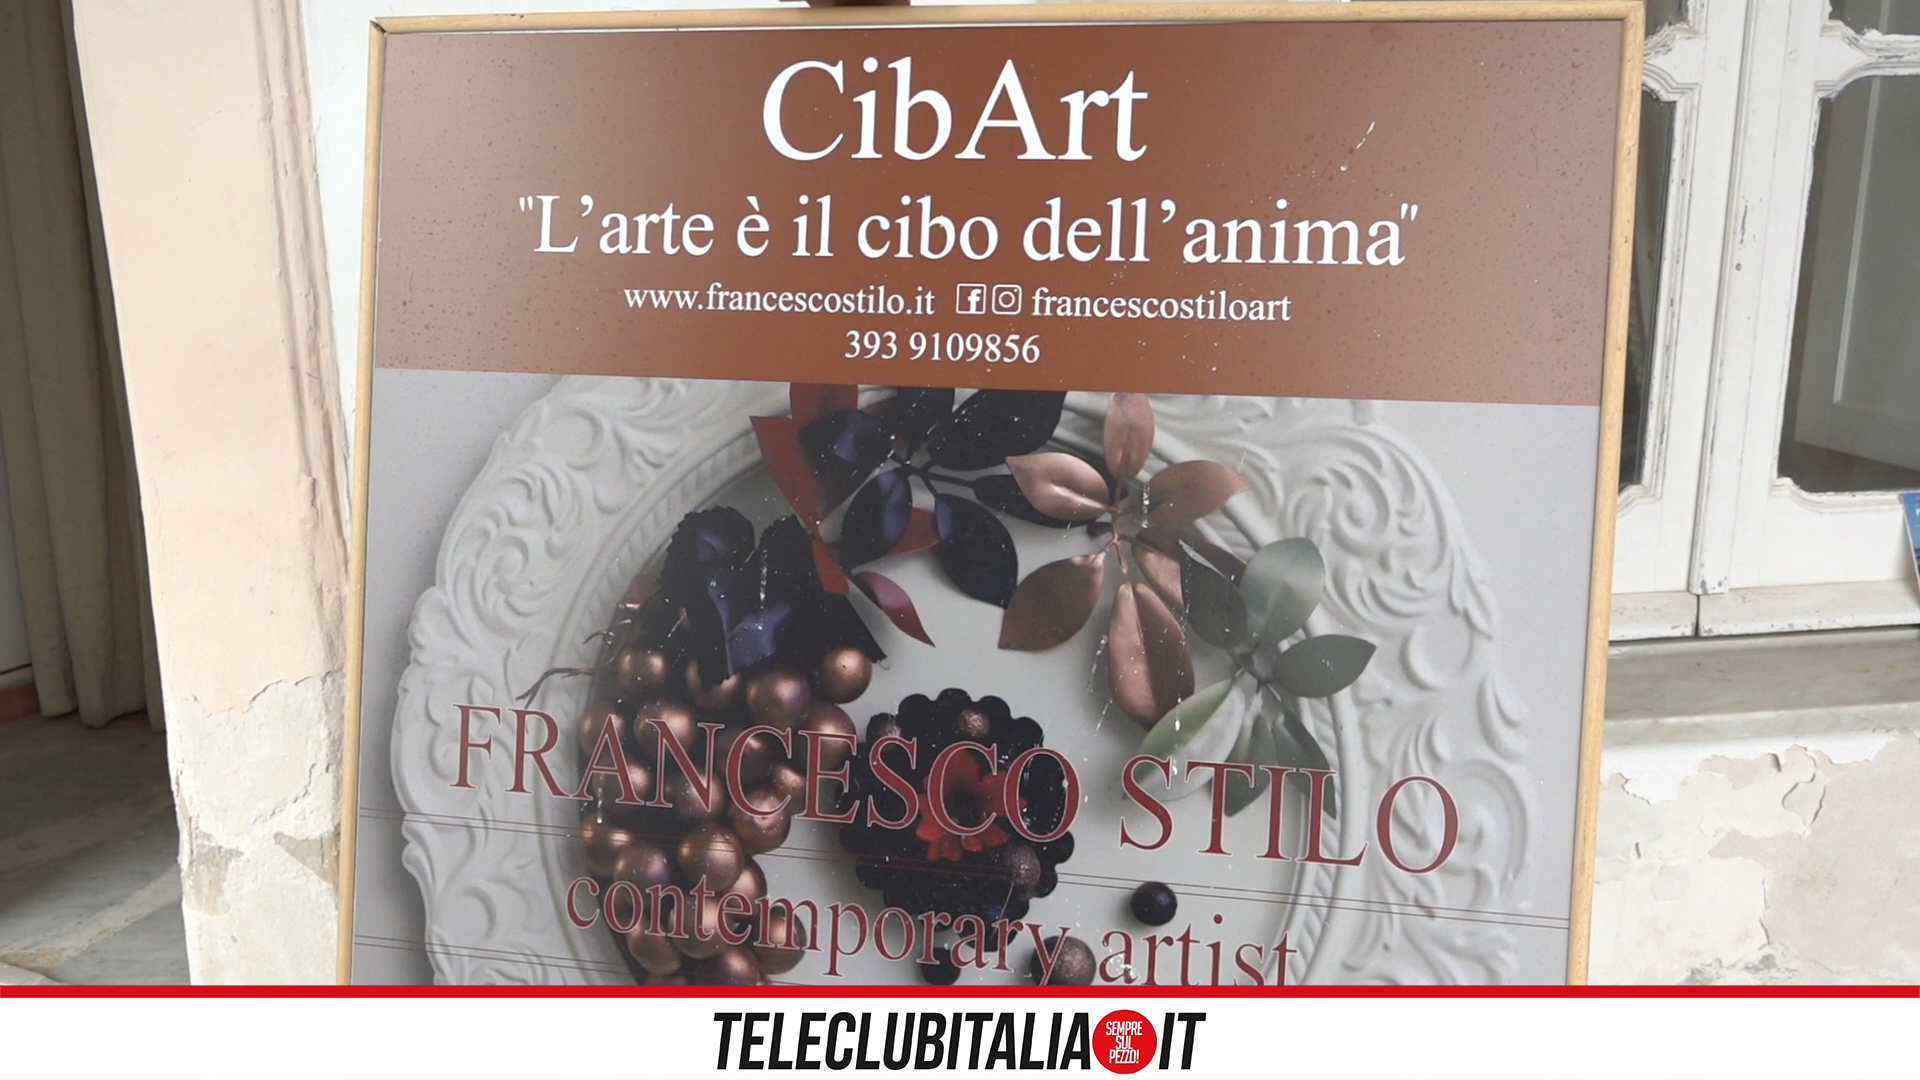 CibArt
"L'arte è il cibo dell'anima"
www.francescostilo.it francescostiloart
393 9109856
FRANCESCO STILO
contemporary artist
TELECLUBITALIA SEMPRE SUL PEZZO! IT